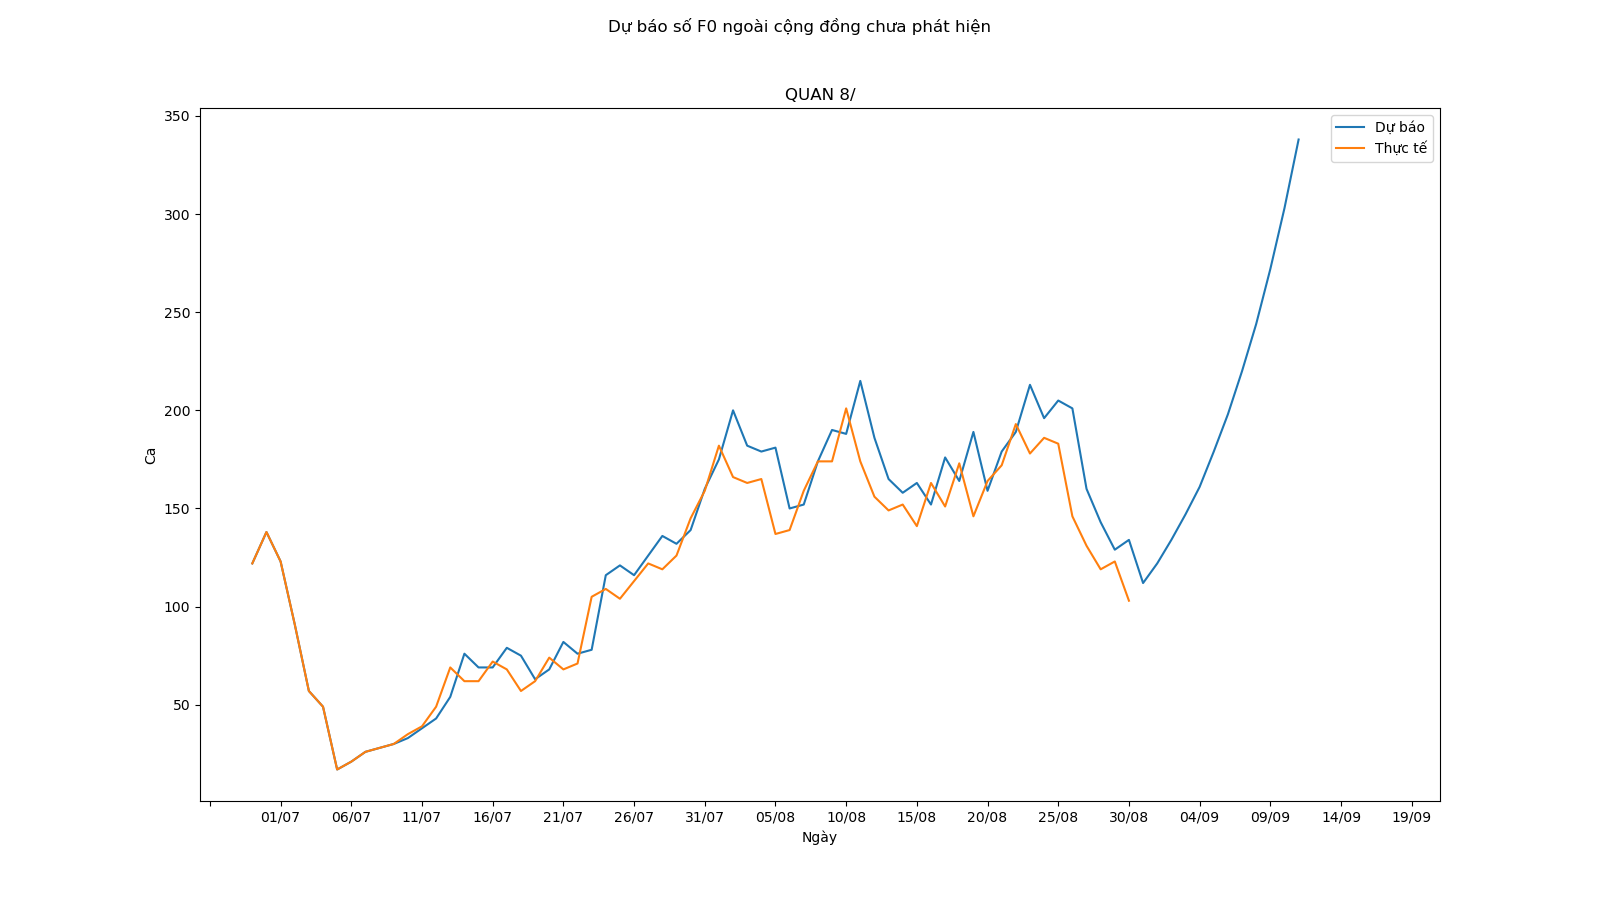 Dự báo số F0 ngoài cộng đồng chưa phát hiện
QUAN 8/
350
300
250
200
150
100
50
Ca
Dự báo
Thực tế
01/07 06/07 11/07 16/07 21/07 26/07 31/07 05/08 10/08 15/08 20/08 25/08 30/08 04/09 09/09 14/09 19/09
Ngày